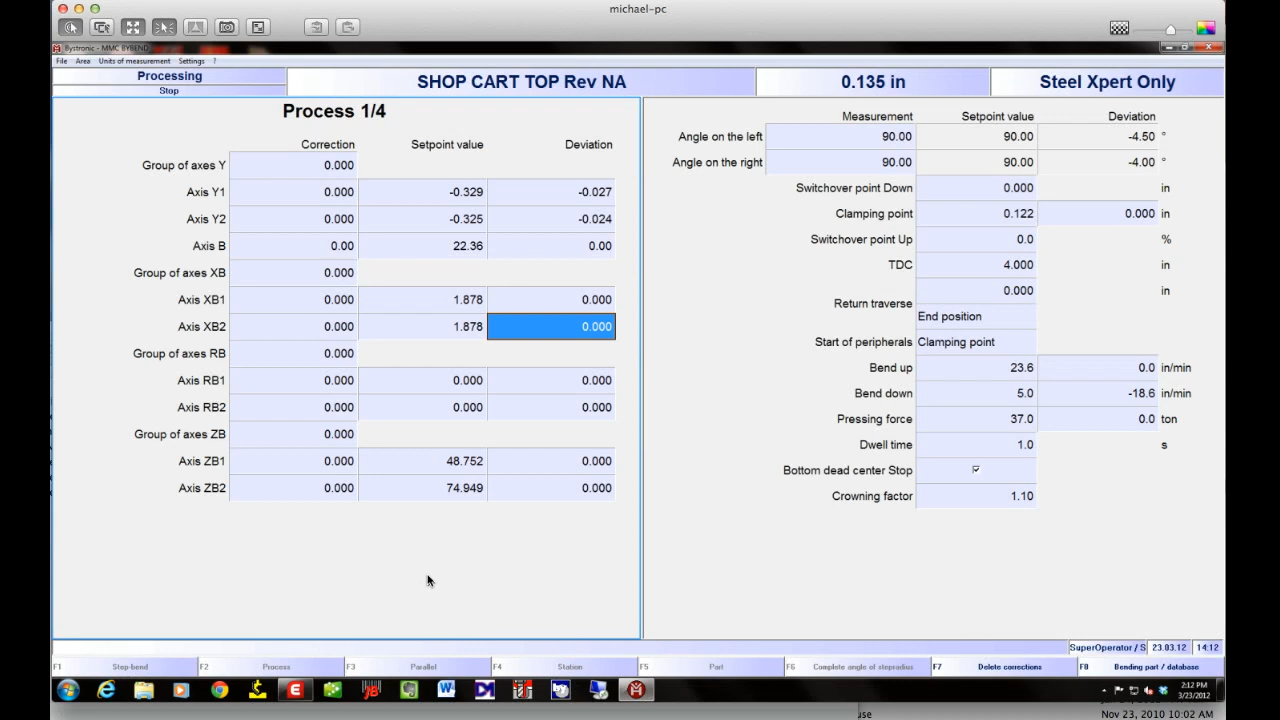 michael-pc
Bystronic - MMC BYBEND
File Area Units of measurement Settings ?
Processing
Stop
SHOP CART TOP Rev NA
0.135 in
Steel Xpert Only
Process 1/4
Correction Setpoint value Deviation
Group of axes Y 0.000
Axis Y1 0.000 -0.329 -0.027
Axis Y2 0.000 -0.325 -0.024
Axis B 0.00 22.36 0.00
Group of axes XB 0.000
Axis XB1 0.000 1.878 0.000
Axis XB2 0.000 1.878 0.000
Group of axes RB 0.000
Axis RB1 0.000 0.000 0.000
Axis RB2 0.000 0.000 0.000
Group of axes ZB 0.000
Axis ZB1 0.000 48.752 0.000
Axis ZB2 0.000 74.949 0.000
Measurement Setpoint value Deviation
Angle on the left 90.00 90.00 -4.50 °
Angle on the right 90.00 90.00 -4.00 °
Switchover point Down 0.000 in
Clamping point 0.122 0.000 in
Switchover point Up 0.0 %
TDC 4.000 in
0.000 in
Return traverse
End position
Start of peripherals Clamping point
Bend up 23.6 0.0 in/min
Bend down 5.0 -18.6 in/min
Pressing force 37.0 0.0 ton
Dwell time 1.0 s
Bottom dead center Stop
Crowning factor 1.10
SuperOperator / S 23.03.12 14:12
F1 Step-bend F2 Process F3 Parallel F4 Station F5 Part F6 Complete angle of stepradius F7 Delete corrections F8 Bending part / database
2:12 PM
3/23/2012
use
Nov 23, 2010 10:02 AM